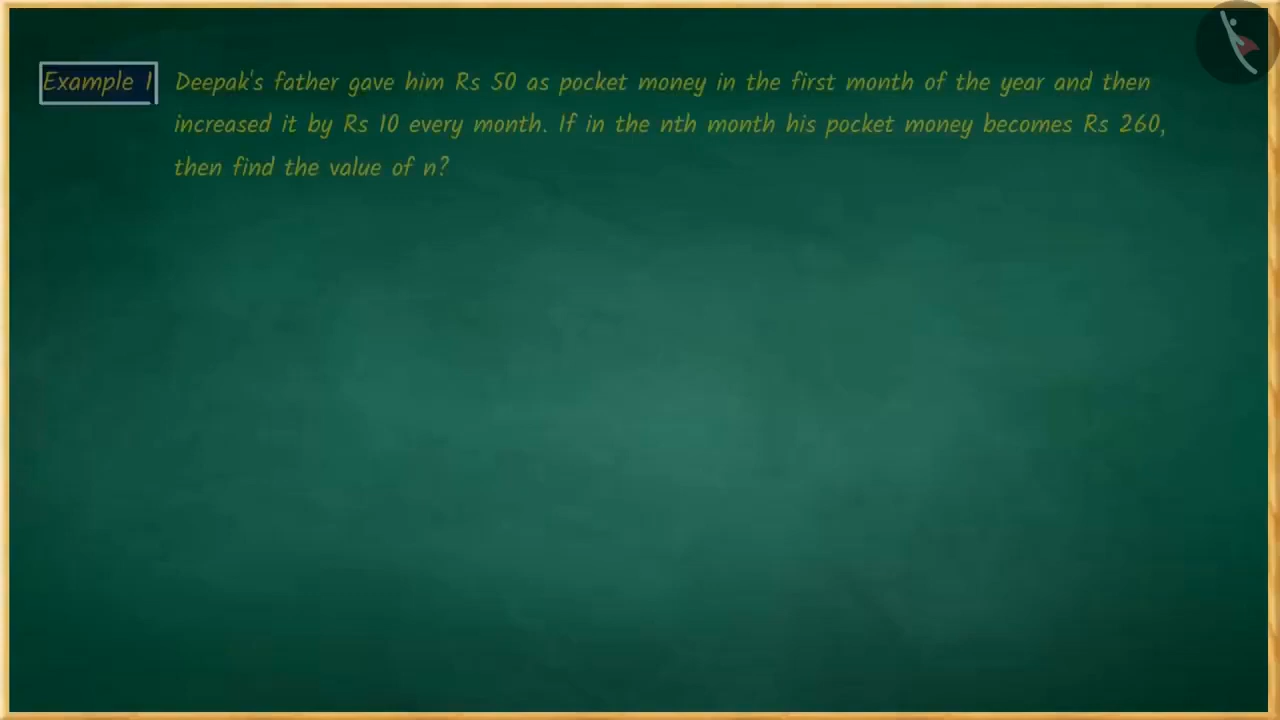 Example 1 Deepak's father gave him Rs 50 as pocket money in the first month of the year and then
increased it by Rs 10 every month. If in the nth month his pocket money becomes Rs 260,
then find the value of n?